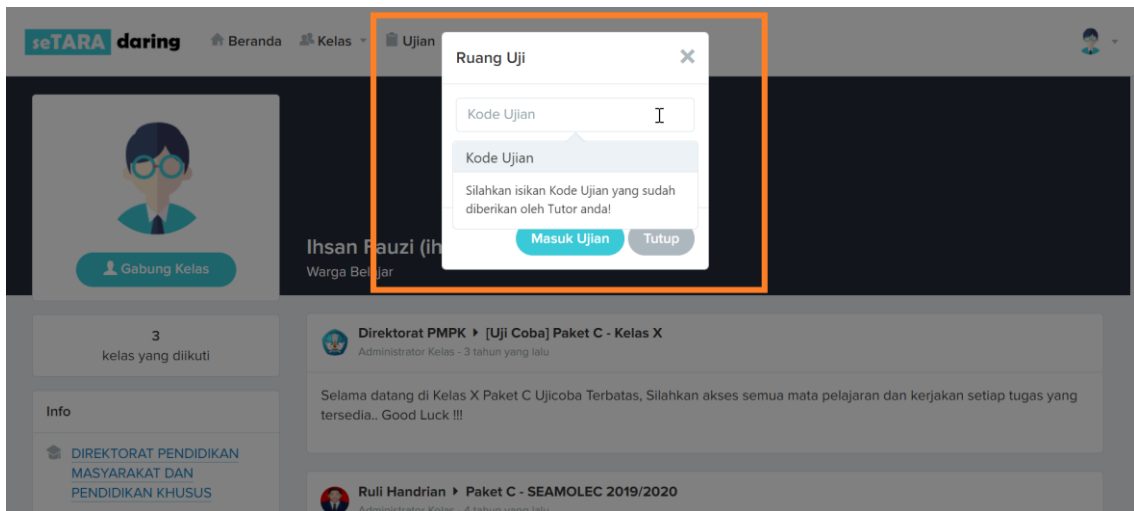 seTARA daring
Beranda
Kelas
Ujian
Ruang Uji
Kode Ujian
Kode Ujian
Silahkan isikan Kode Ujian yang sudah
diberikan oleh Tutor anda!
Masuk Ujian
Tutup
Gabung Kelas
Ihsan Fauzi (ih
Warga Belajar
3
kelas yang diikuti
Info
DIREKTORAT PENDIDIKAN
MASYARAKAT DAN
PENDIDIKAN KHUSUS
Direktorat PMPK [Uji Coba] Paket C - Kelas X
Administrator Kelas - 3 tahun yang lalu
Selama datang di Kelas X Paket C Ujicoba Terbatas, Silahkan akses semua mata pelajaran dan kerjakan setiap tugas yang
tersedia.. Good Luck !!!
Ruli Handrian Paket C - SEAMOLEC 2019/2020
Administrator Kelas - 4 tahun yang lalu